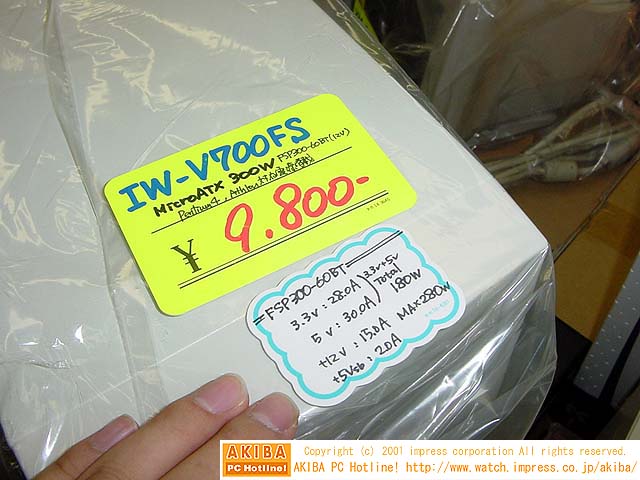 IW-V700FS
MicroATX 300W FSP300-60BT(12V)
Pentium4, Athlon対応電源搭載
¥ 9,800-
FSP300-60BT
3.3V : 28.0A
5V : 30.0A
3.3V+5V Total 180W
+12V : 15.0A MAX280W
+5Vsb : 2.0A
AKIBA
PC Hotline!
Copyright (c) 2001 impress corporation All rights reserved.
AKIBA PC Hotline! http://www.watch.impress.co.jp/akiba/